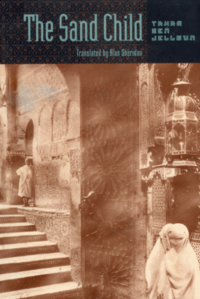 The Sand Child
TAHAR
BEN
JELLOUN
Translated by Alan Sheridan